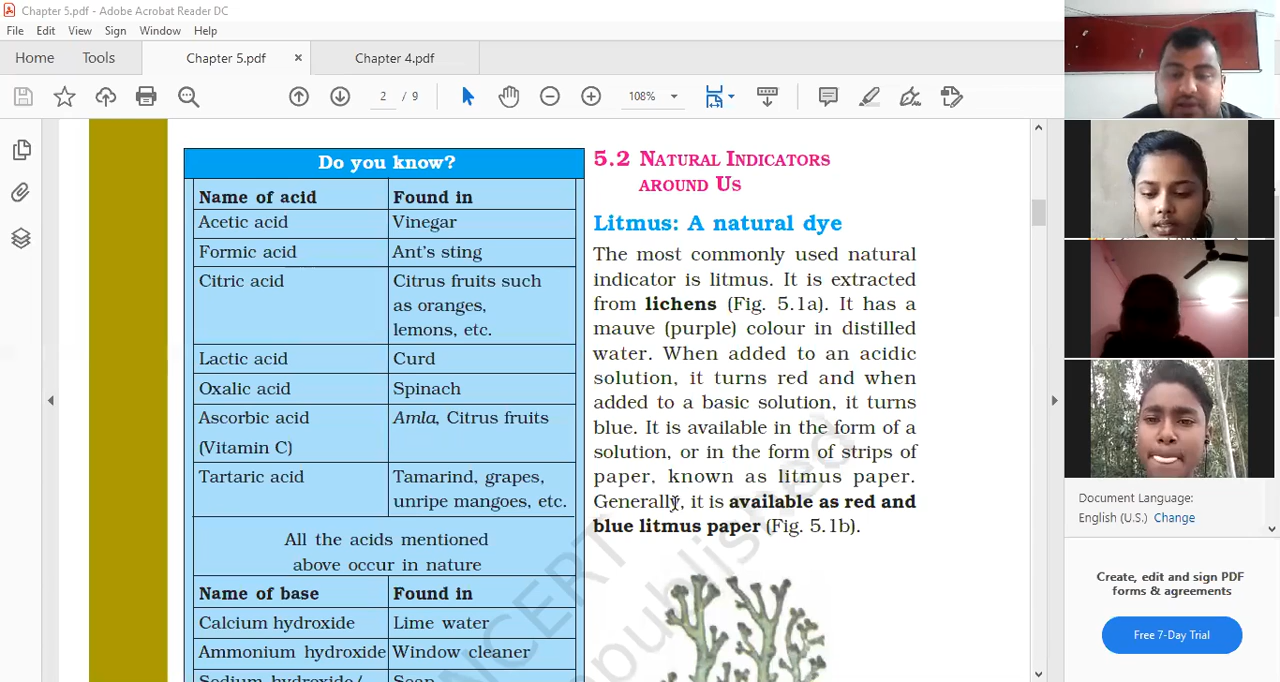 Chapter 5.pdf - Adobe Acrobat Reader DC
File Edit View Sign Window Help
Home Tools Chapter 5.pdf × Chapter 4.pdf
2 / 9 108%
Do you know?
Name of acid Found in
Acetic acid Vinegar
Formic acid Ant's sting
Citric acid Citrus fruits such
as oranges,
lemons, etc.
Lactic acid Curd
Oxalic acid Spinach
Ascorbic acid Amla, Citrus fruits
(Vitamin C)
Tartaric acid Tamarind, grapes,
unripe mangoes, etc.
All the acids mentioned
above occur in nature
Name of base Found in
Calcium hydroxide Lime water
Ammonium hydroxide Window cleaner
Sodium hydroxide/ Soap
5.2 NATURAL INDICATORS
AROUND US
Litmus: A natural dye
The most commonly used natural
indicator is litmus. It is extracted
from lichens (Fig. 5.1a). It has a
mauve (purple) colour in distilled
water. When added to an acidic
solution, it turns red and when
added to a basic solution, it turns
blue. It is available in the form of a
solution, or in the form of strips of
paper, known as litmus paper.
Generally, it is available as red and
blue litmus paper (Fig. 5.1b).
NCERT
published
Document Language:
English (U.S.) Change
Create, edit and sign PDF
forms & agreements
Free 7-Day Trial